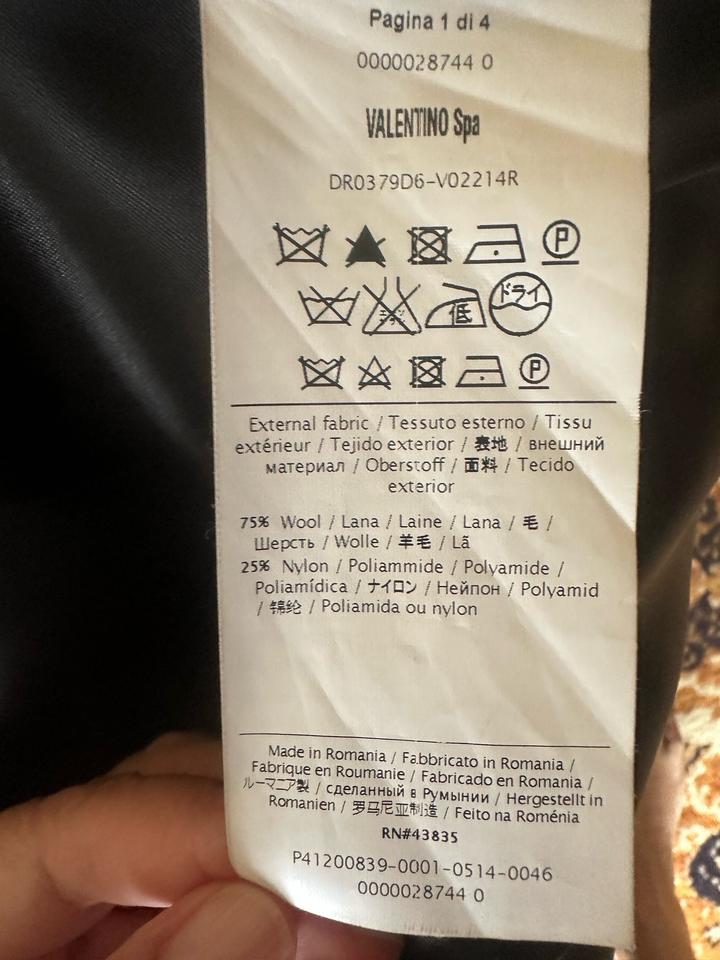 Pagina 1 di 4
0000028744 0
VALENTINO Spa
DR0379D6-V02214R
P
低 ドライ
P
External fabric / Tessuto esterno / Tissu
extérieur / Tejido exterior / 表地 / внешний
материал / Oberstoff / 面料 / Tecido
exterior
75% Wool / Lana / Laine / Lana / 毛 /
Шерсть / Wolle / 羊毛 / Lã
25% Nylon / Poliammide / Polyamide /
Poliamídica / ナイロン / Нейпон / Polyamid
/ 锦纶 / Poliamida ou nylon
Made in Romania / Fabbricato in Romania /
Fabrique en Roumanie / Fabricado en Romania /
ルーマニア製 / сделанный в Румынии / Hergestellt in
Romanien / 罗马尼亚制造 / Feito na Roménia
RN#43835
P41200839-0001-0514-0046
0000028744 0